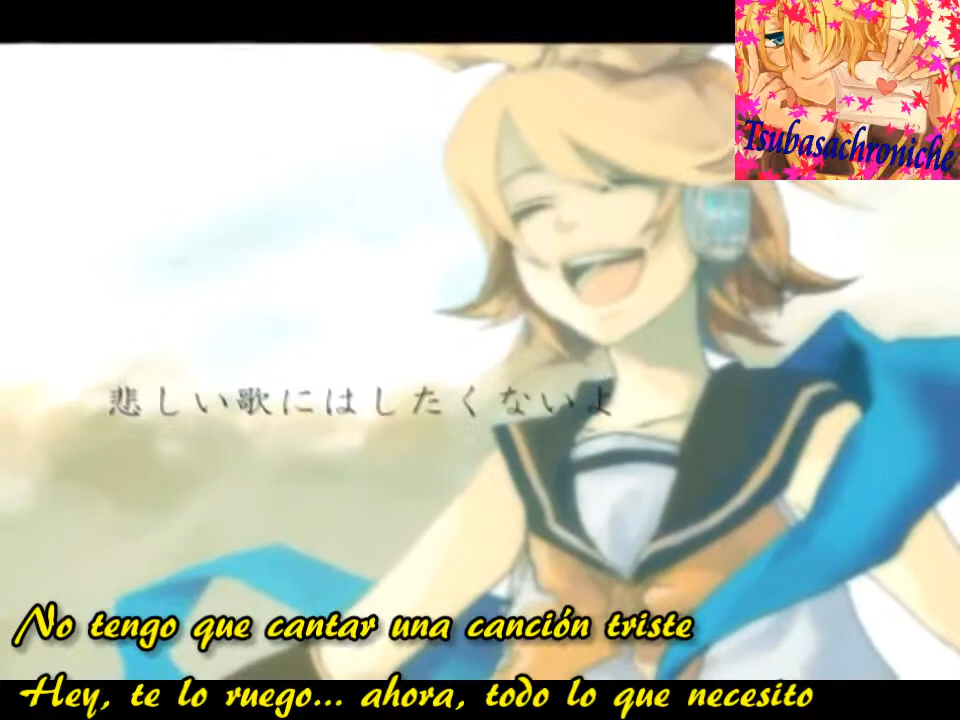 Tsubasachroniche
悲しい歌にはしたくないよ
No tengo que cantar una canción triste
Hey, te lo ruego... ahora, todo lo que necesito